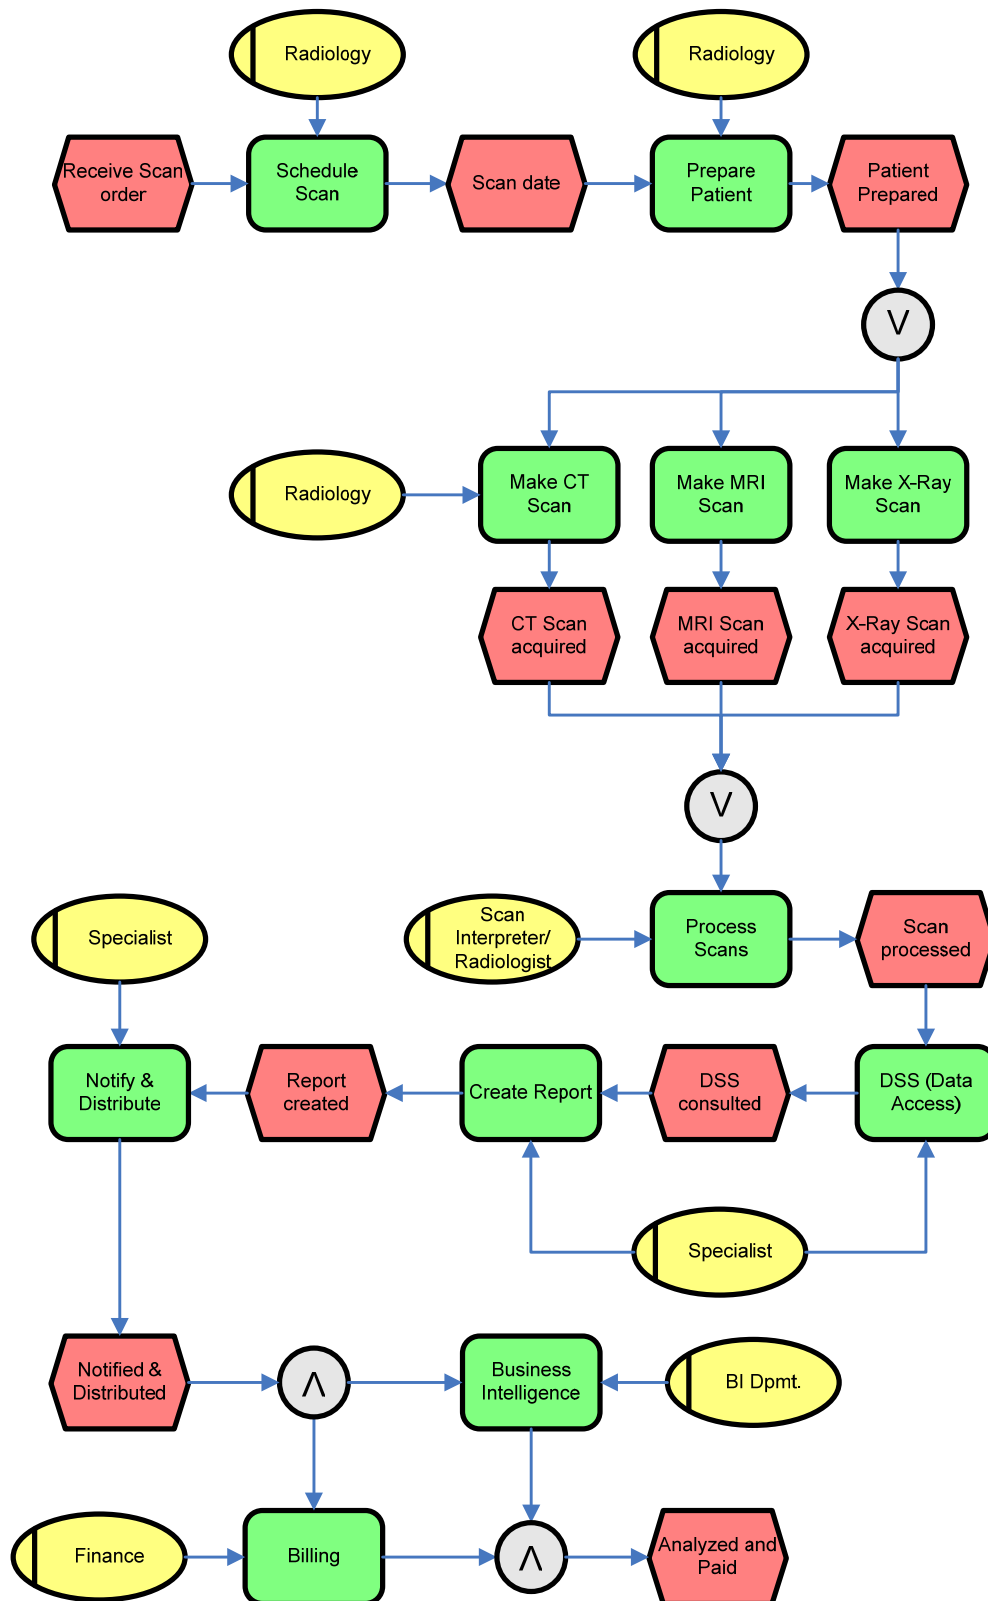 Radiology
Radiology
Receive Scan
order
Schedule
Scan
Scan date
Prepare
Patient
Patient
Prepared
V
Radiology
Make CT
Scan
Make MRI
Scan
Make X-Ray
Scan
CT Scan
acquired
MRI Scan
acquired
X-Ray Scan
acquired
V
Specialist
Scan
Interpreter/
Radiologist
Process
Scans
Scan
processed
Notify &
Distribute
Report
created
Create Report
DSS
consulted
DSS (Data
Access)
Specialist
Notified &
Distributed
Λ
Business
Intelligence
BI Dpmt.
Finance
Billing
Λ
Analyzed and
Paid